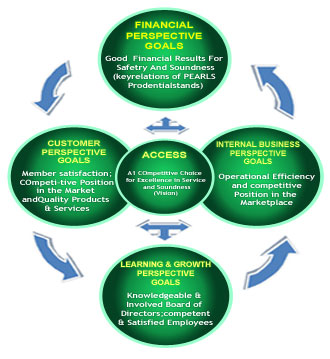 FINANCIAL
PERSPECTIVE
GOALS
Good Financial Results For
Safetry And Soundness
(keyrelations of PEARLS
Prodentialstands)
CUSTOMER
PERSPECTIVE
GOALS
Member satisfaction;
COmpeti-tive Position
in the Market
andQuality Products
& Services
ACCESS
A1 COmpetitive Choice
for Excellence in Service
and Soundness
(Vision)
INTERNAL BUSINESS
PERSPECTIVE
GOALS
Operational Efficiency
and competitive
Position in the
Marketplace
LEARNING & GROWTH
PERSPECTIVE
GOALS
Knowledgeable &
Involved Board of
Directors;competent
& Satisfied Employees